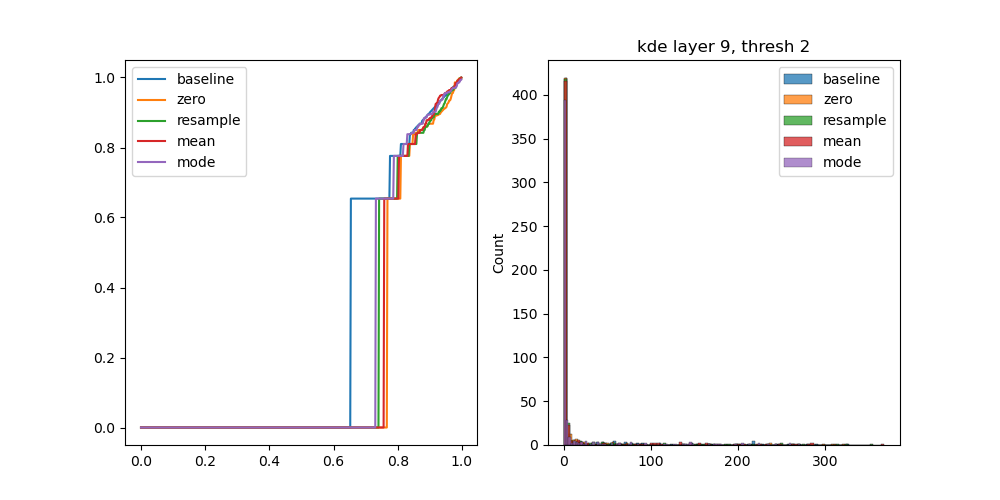 baseline
zero
resample
mean
mode
1.0
0.8
0.6
0.4
0.2
0.0
0.0 0.2 0.4 0.6 0.8 1.0
kde layer 9, thresh 2
baseline
zero
resample
mean
mode
Count
400
350
300
250
200
150
100
50
0
0 100 200 300